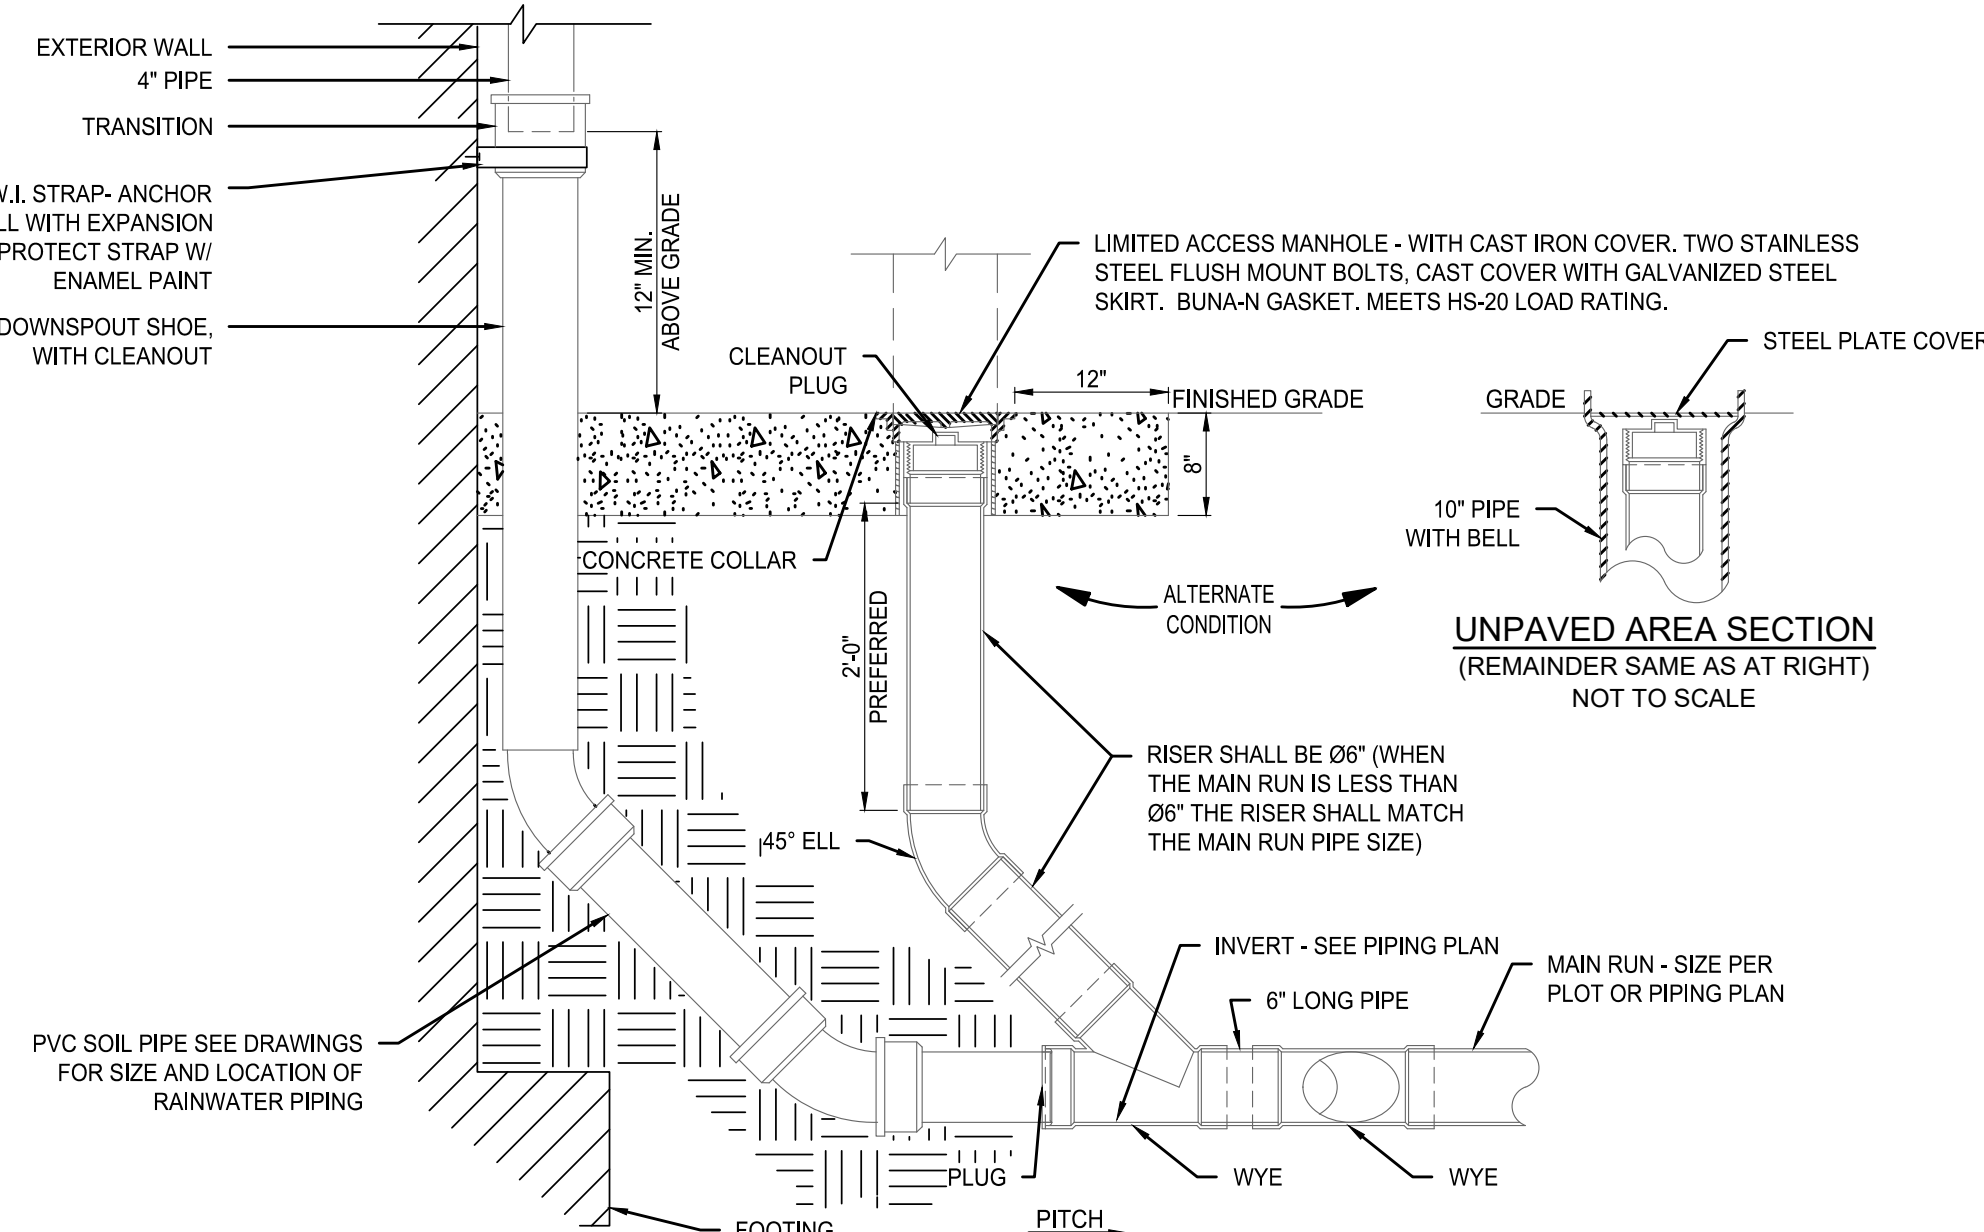 EXTERIOR WALL
4" PIPE
TRANSITION
STRAP- ANCHOR
WITH EXPANSION
PROTECT STRAP W/
ENAMEL PAINT
DOWNSPOUT SHOE,
WITH CLEANOUT
12" MIN.
ABOVE GRADE
CLEANOUT
PLUG
LIMITED ACCESS MANHOLE - WITH CAST IRON COVER. TWO STAINLESS
STEEL FLUSH MOUNT BOLTS, CAST COVER WITH GALVANIZED STEEL
SKIRT. BUNA-N GASKET. MEETS HS-20 LOAD RATING.
12"
FINISHED GRADE
8"
STEEL PLATE COVER
GRADE
10" PIPE
WITH BELL
CONCRETE COLLAR
ALTERNATE
CONDITION
UNPAVED AREA SECTION
(REMAINDER SAME AS AT RIGHT)
NOT TO SCALE
2'-0"
PREFERRED
RISER SHALL BE Ø6" (WHEN
THE MAIN RUN IS LESS THAN
Ø6" THE RISER SHALL MATCH
THE MAIN RUN PIPE SIZE)
45° ELL
INVERT - SEE PIPING PLAN
6" LONG PIPE
MAIN RUN - SIZE PER
PLOT OR PIPING PLAN
PVC SOIL PIPE SEE DRAWINGS
FOR SIZE AND LOCATION OF
RAINWATER PIPING
PLUG
WYE
WYE
FOOTING
PITCH